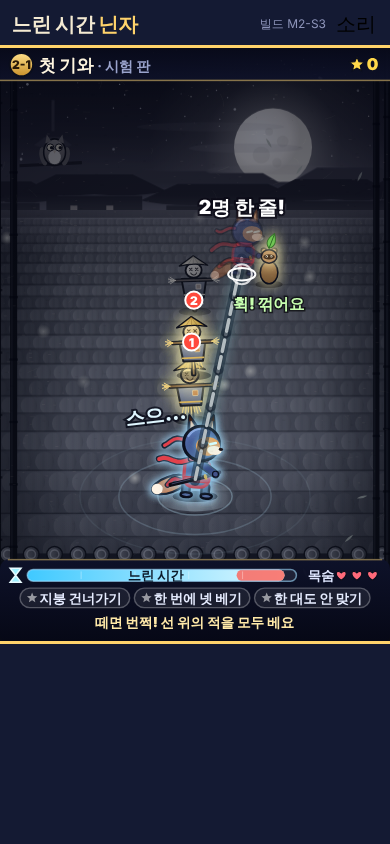 느린 시간 닌자
빌드 M2-S3 소리
2-1 첫 기와 · 시험 판 ★ 0
2명 한 줄!
2
휙! 꺾어요
1
스으...
느린 시간 목숨
★ 지붕 건너가기 ★ 한 번에 넷 베기 ★ 한 대도 안 맞기
떼면 번쩍! 선 위의 적을 모두 베요